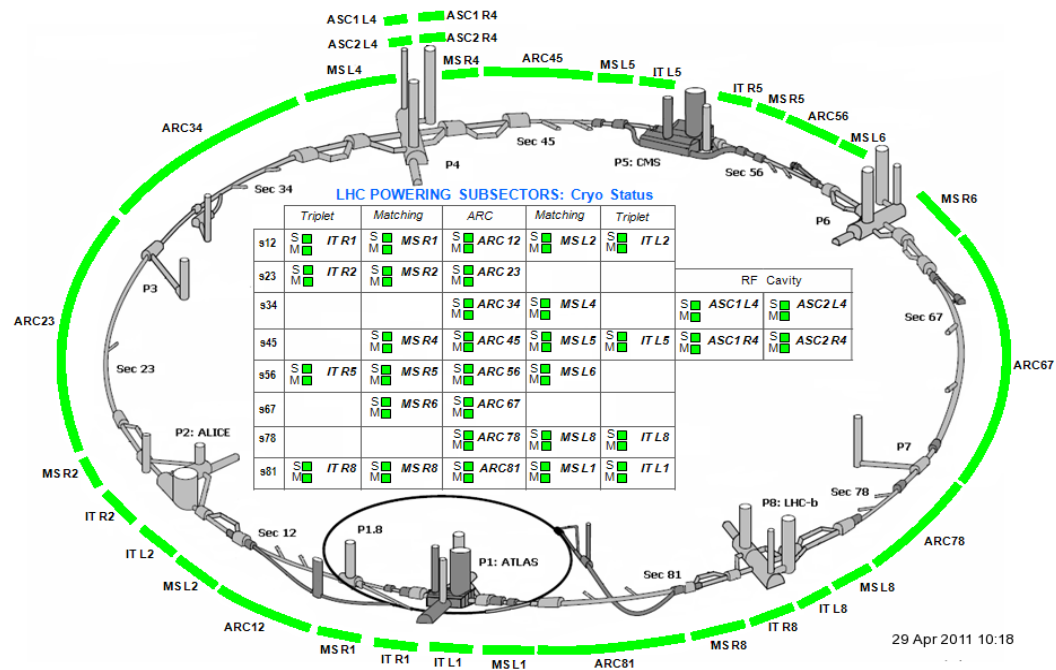 ASC1 L4 ASC1 R4
ASC2 L4 ASC2 R4
MS L4 MS R4 ARC45 MS L5 IT L5
IT R5
MS R5
ARC56
MS L6
ARC34
MS R6
Sec 34 P4 Sec 45 P5: CMS Sec 56 P6
LHC POWERING SUBSECTORS: Cryo Status
Triplet Matching ARC Matching Triplet
s12 S M IT R1 S M MS R1 S M ARC 12 S M MS L2 S M IT L2
s23 S M IT R2 S M MS R2 S M ARC 23
RF Cavity
s34 S M ARC 34 S M MS L4 S M ASC1 L4 S M ASC2 L4
s45 S M MS R4 S M ARC 45 S M MS L5 S M IT L5 S M ASC1 R4 S M ASC2 R4
s56 S M IT R5 S M MS R5 S M ARC 56 S M MS L6
s67 S M MS R6 S M ARC 67
s78 S M ARC 78 S M MS L8 S M IT L8
s81 S M IT R8 S M MS R8 S M ARC81 S M MS L1 S M IT L1
P3
ARC23
Sec 23
Sec 67
ARC67
P2: ALICE
P7
MS R2
IT R2
IT L2
MS L2
Sec 12
P1.8
P1: ATLAS
P8: LHC-b
Sec 78
Sec 81
ARC78
MS L8
IT L8
IT R8
MS R8
ARC12
MS R1
IT R1
IT L1
MS L1
ARC81
29 Apr 2011 10:18